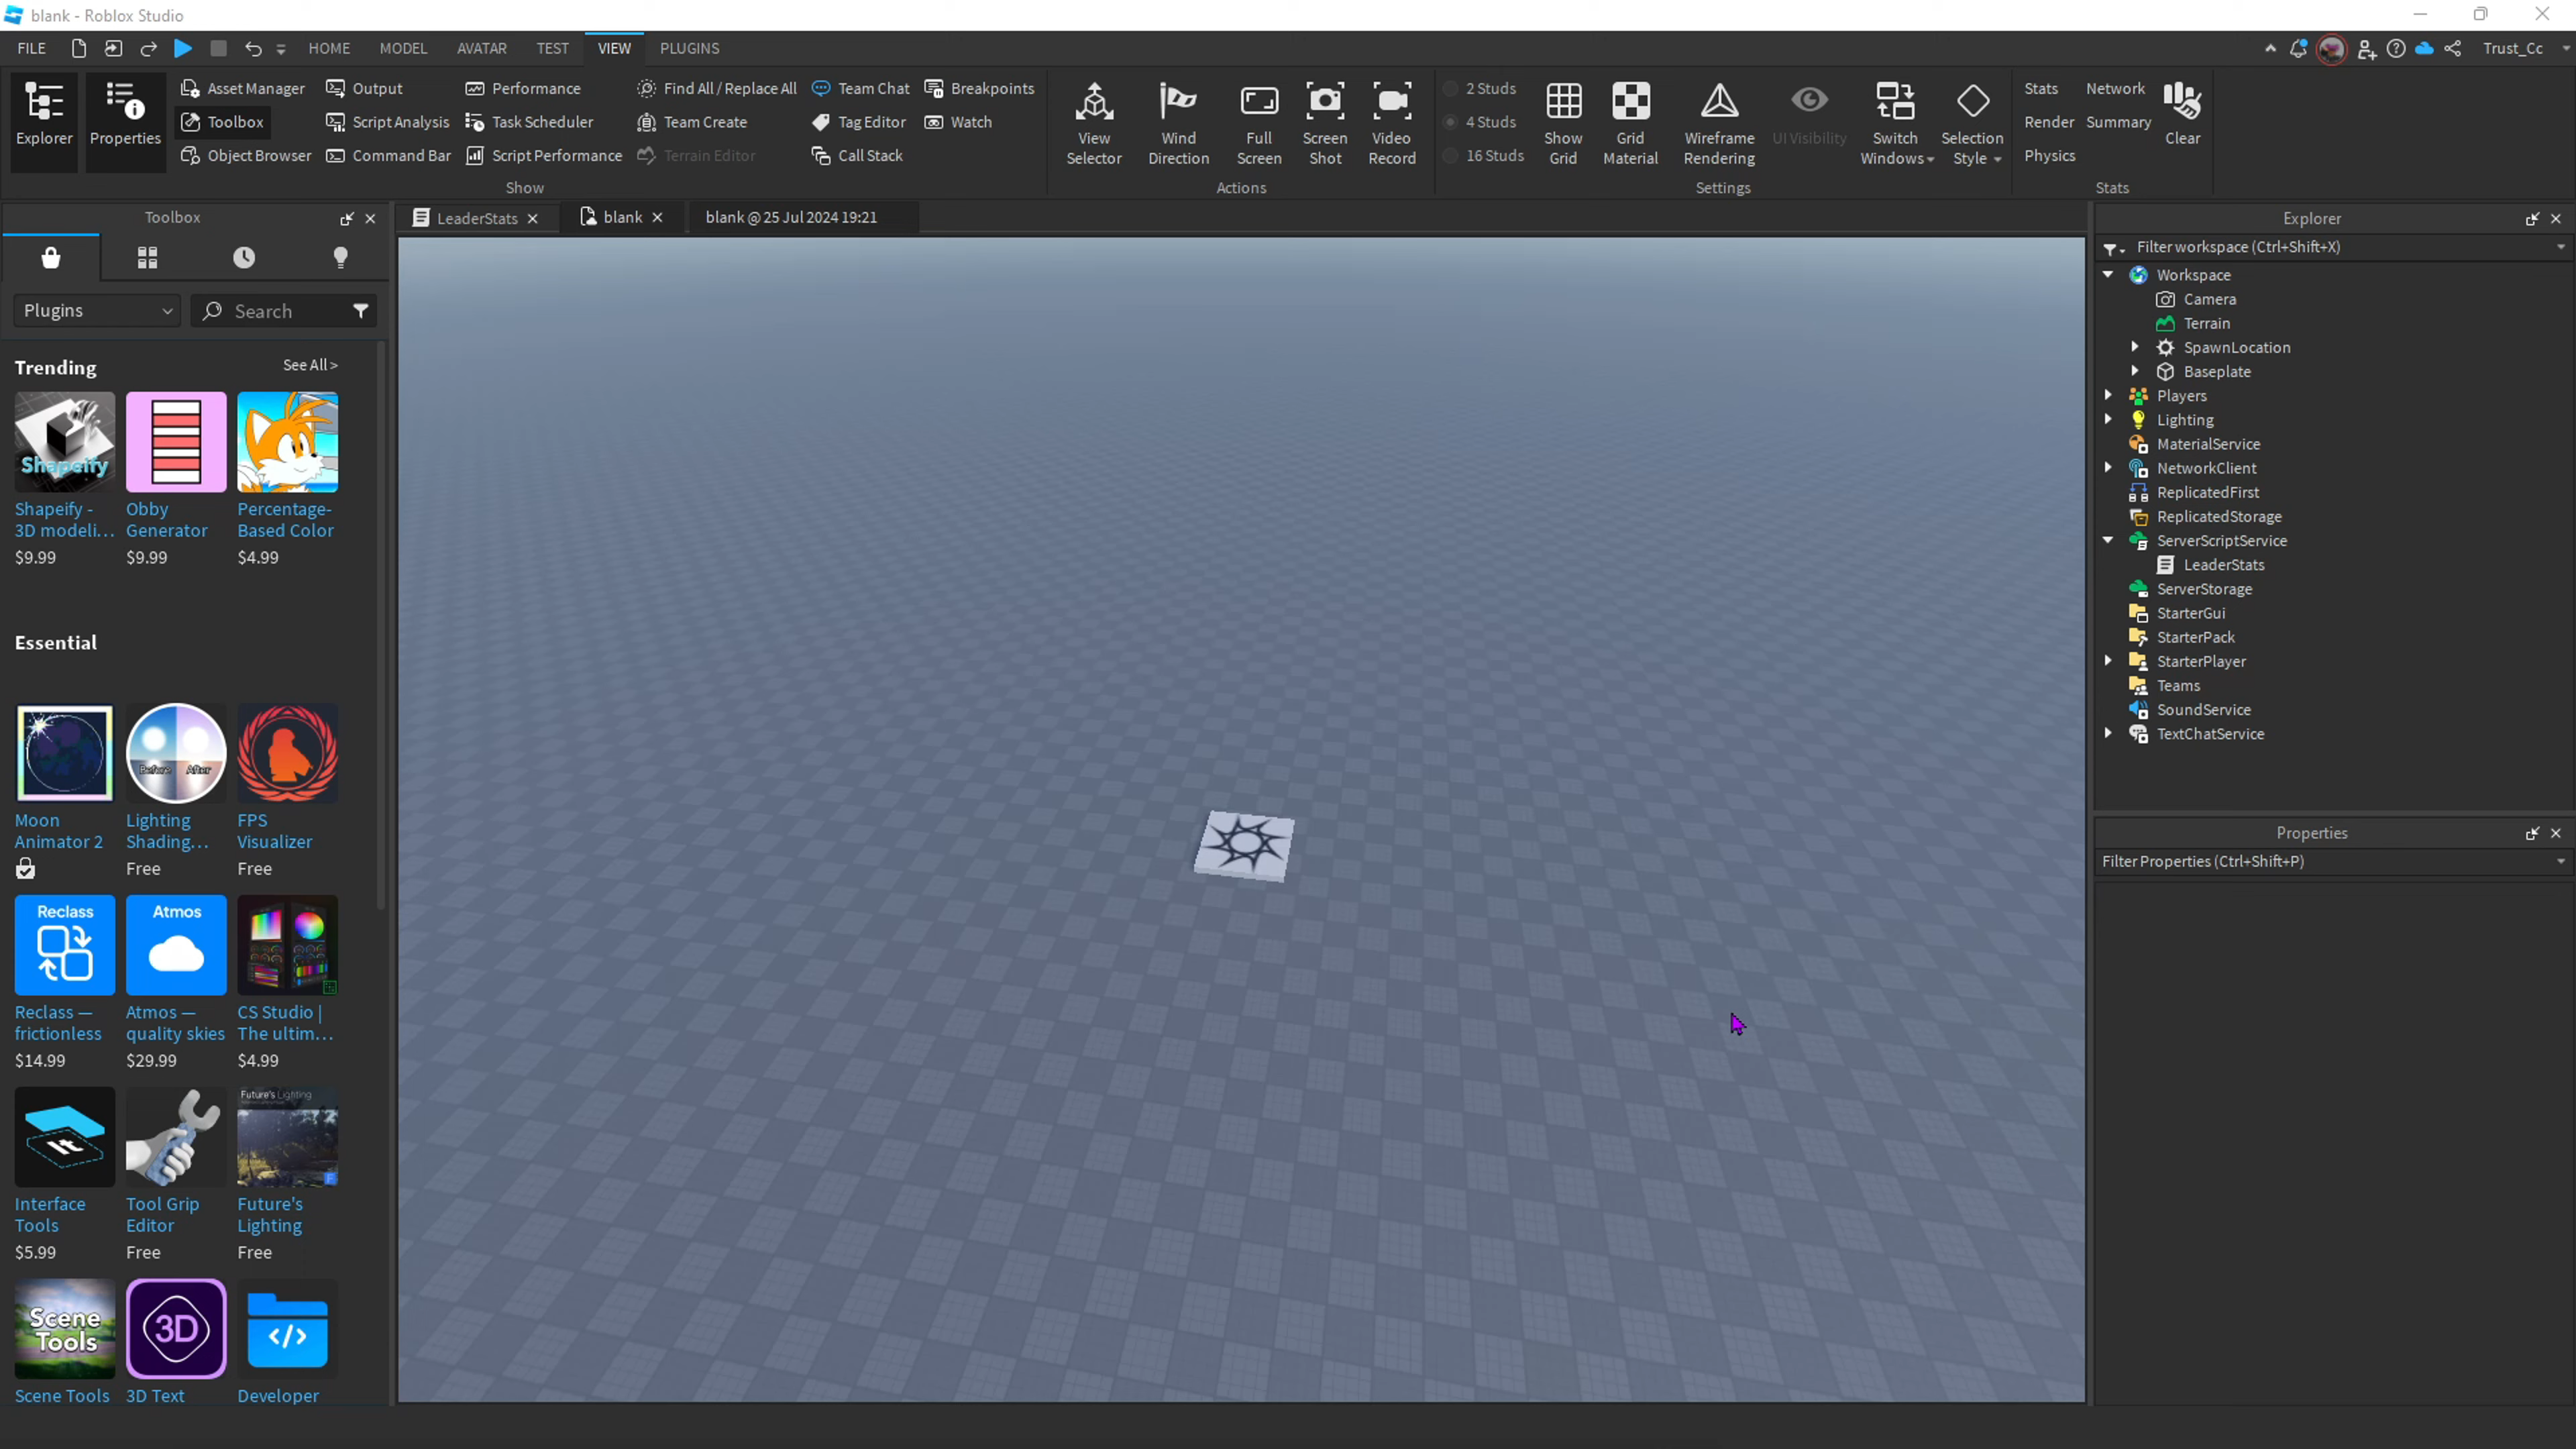 blank - Roblox Studio
FILE HOME MODEL AVATAR TEST VIEW PLUGINS Trust_Cc
Explorer
Properties
Asset Manager
Toolbox
Object Browser
Output
Script Analysis
Command Bar
Performance
Task Scheduler
Script Performance
Find All / Replace All
Team Create
Terrain Editor
Team Chat
Tag Editor
Call Stack
Breakpoints
Watch
Show
View
Selector
Wind
Direction
Full
Screen
Screen
Shot
Video
Record
Actions
2 Studs
4 Studs
16 Studs
Show
Grid
Grid
Material
Wireframe
Rendering
UI Visibility
Switch
Windows
Selection
Style
Settings
Stats
Render
Physics
Network
Summary
Clear
Stats
Toolbox
Plugins
Search
Trending
See All >
Shapeify
Shapeify -
3D modeli...
$9.99
Obby
Generator
$9.99
Percentage-
Based Color
$4.99
Essential
Moon
Animator 2
Before After
Lighting
Shading...
Free
FPS
Visualizer
Free
Reclass
Reclass —
frictionless
$14.99
Atmos
Atmos —
quality skies
$29.99
CS Studio |
The ultim...
$4.99
It
Interface
Tools
$5.99
Tool Grip
Editor
Free
Future's Lighting
F
Future's
Lighting
Free
Scene
Tools
Scene Tools
3D
3D Text
</>
Developer
LeaderStats
blank
blank @ 25 Jul 2024 19:21
Explorer
Filter workspace (Ctrl+Shift+X)
Workspace
Camera
Terrain
SpawnLocation
Baseplate
Players
Lighting
MaterialService
NetworkClient
ReplicatedFirst
ReplicatedStorage
ServerScriptService
LeaderStats
ServerStorage
StarterGui
StarterPack
StarterPlayer
Teams
SoundService
TextChatService
Properties
Filter Properties (Ctrl+Shift+P)